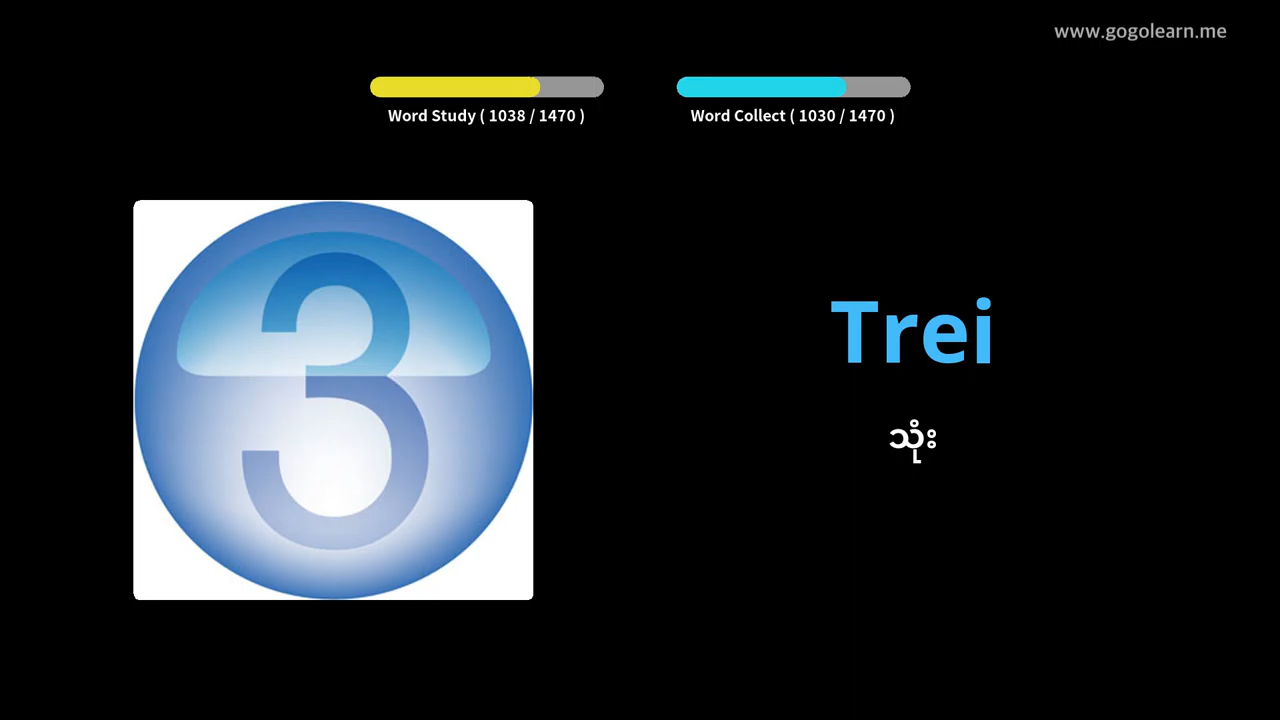 www.gogolearn.me
Word Study ( 1038 / 1470 )
Word Collect ( 1030 / 1470 )
3
Trei
သုံး